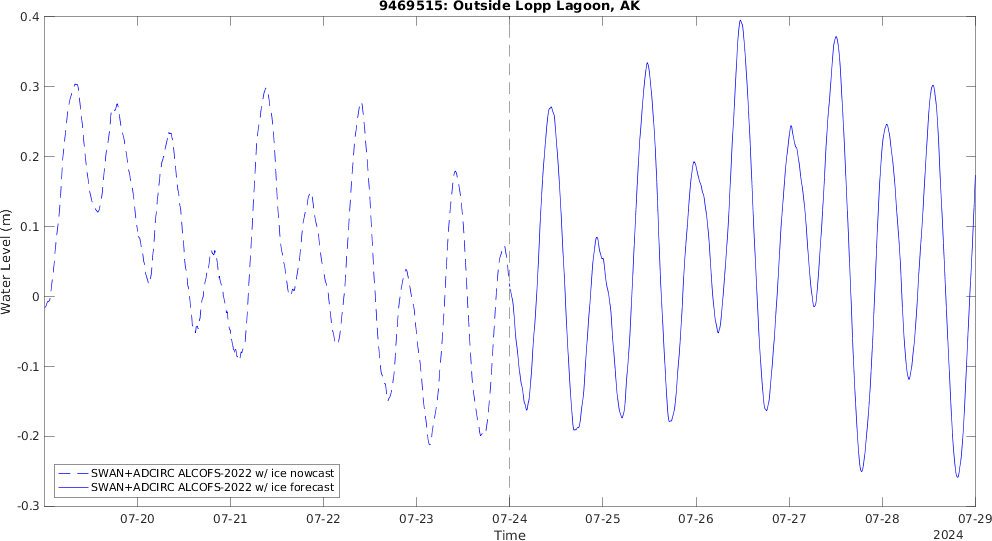 9469515: Outside Lopp Lagoon, AK
0.4
0.3
0.2
0.1
0
-0.1
-0.2
-0.3
Water Level (m)
SWAN+ADCIRC ALCOFS-2022 w/ ice nowcast
SWAN+ADCIRC ALCOFS-2022 w/ ice forecast
07-20 07-21 07-22 07-23 07-24 07-25 07-26 07-27 07-28 07-29
Time
2024